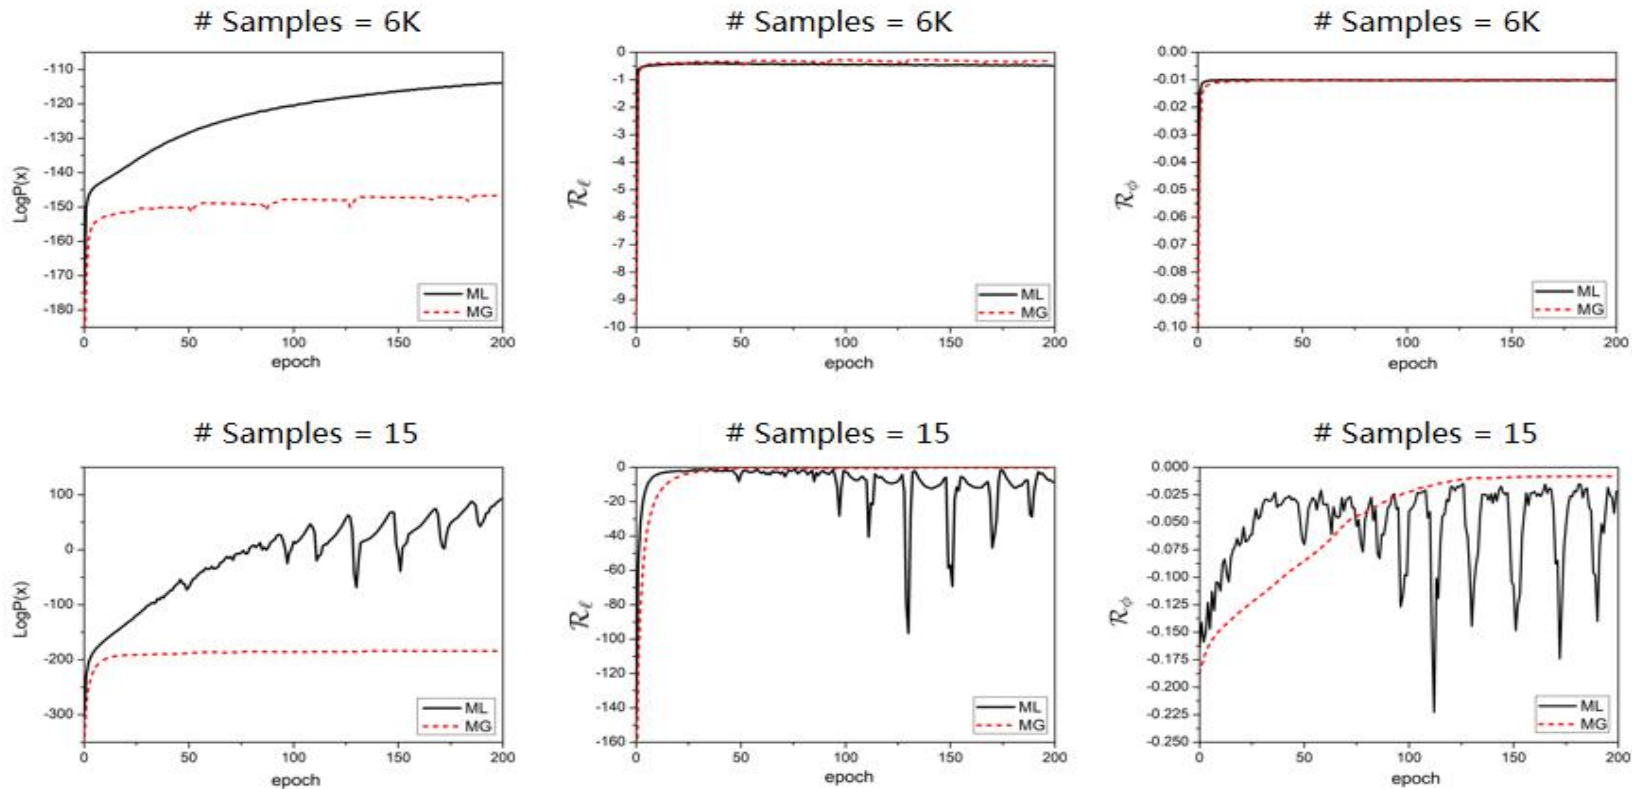 # Samples = 6K
LogP(x)
-110
-120
-130
-140
-150
-160
-170
-180
0 50 100 150 200
epoch
ML
MG
# Samples = 6K
ℛℓ
0
-1
-2
-3
-4
-5
-6
-7
-8
-9
-10
0 50 100 150 200
epoch
ML
MG
# Samples = 6K
ℛϕ
0.00
-0.01
-0.02
-0.03
-0.04
-0.05
-0.06
-0.07
-0.08
-0.09
-0.10
0 50 100 150 200
epoch
ML
MG
# Samples = 15
LogP(x)
100
0
-100
-200
-300
0 50 100 150 200
epoch
ML
MG
# Samples = 15
ℛℓ
0
-20
-40
-60
-80
-100
-120
-140
-160
0 50 100 150 200
epoch
ML
MG
# Samples = 15
ℛϕ
0.000
-0.025
-0.050
-0.075
-0.100
-0.125
-0.150
-0.175
-0.200
-0.225
-0.250
0 50 100 150 200
epoch
ML
MG